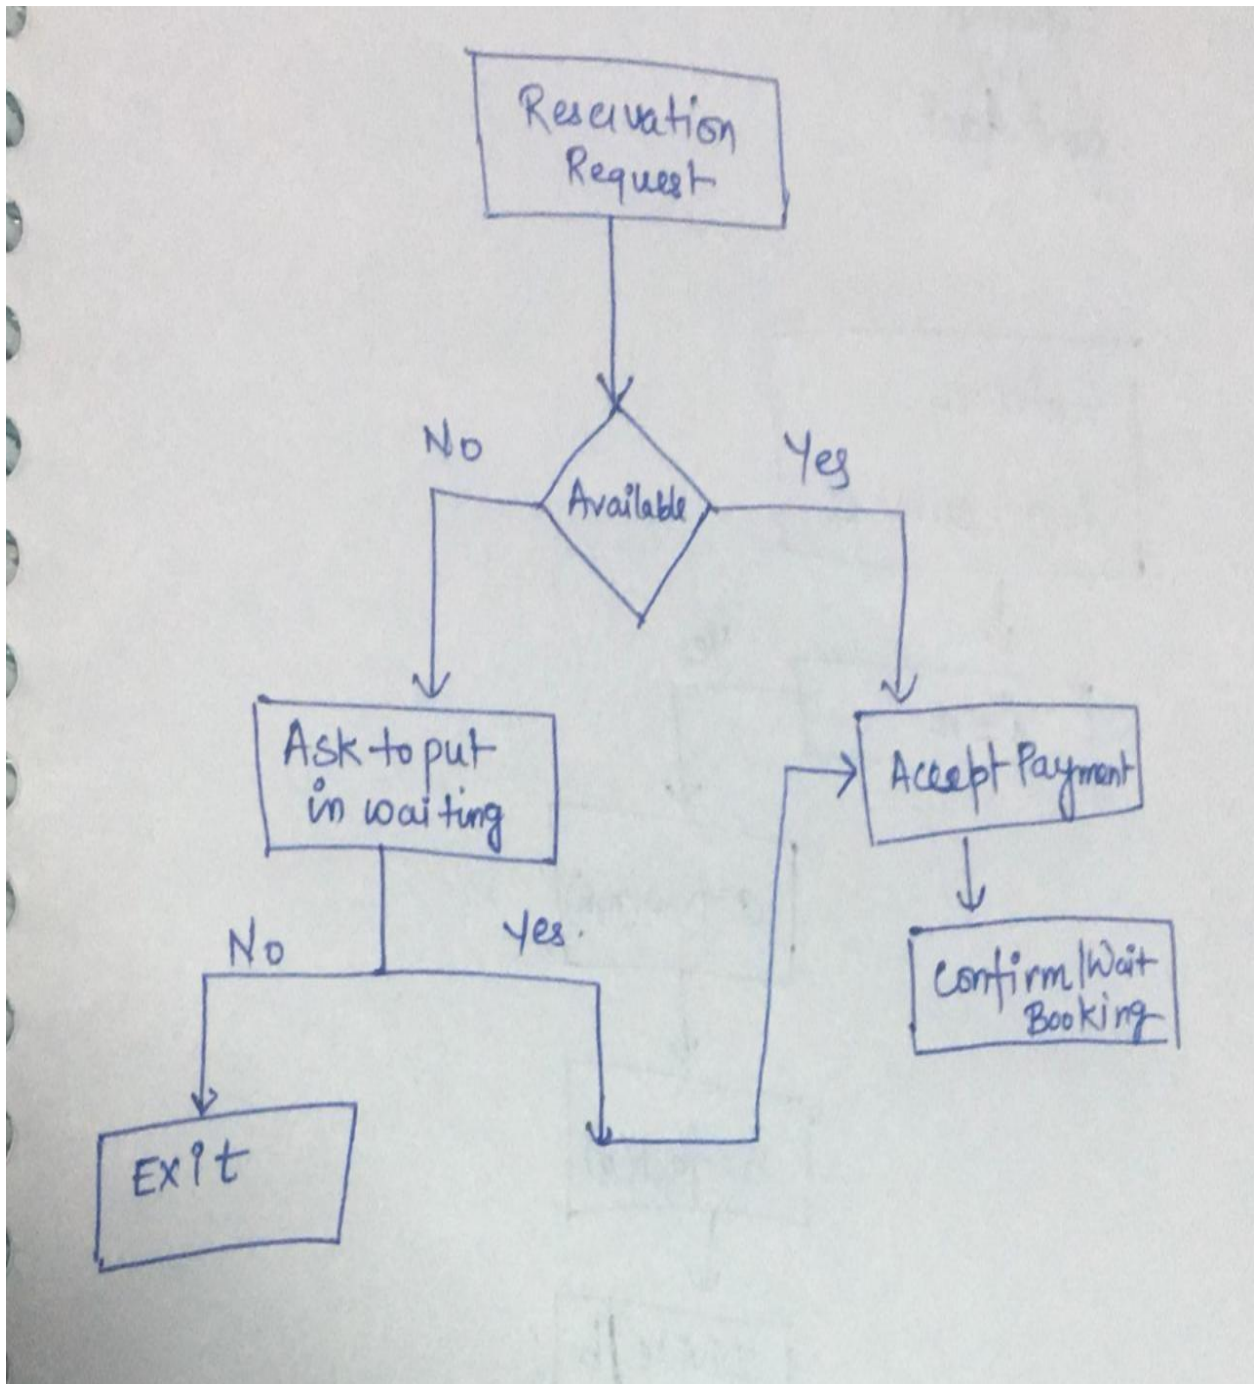 Reservation
Request
No
Yes
Available
Ask to put
in waiting
Accept Payment
No
Yes.
Confirm/Wait
Booking
Exit